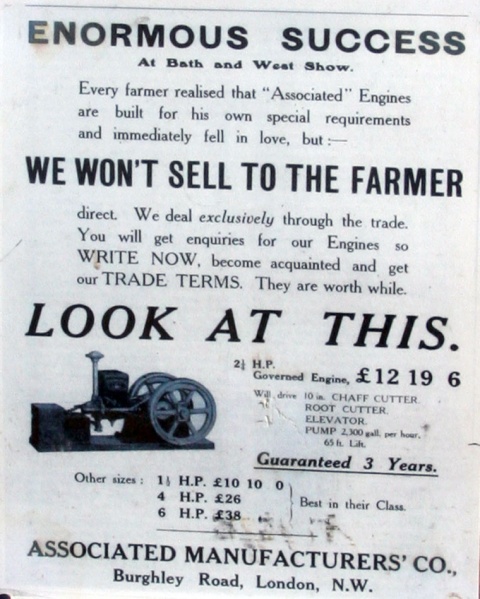 ENORMOUS SUCCESS
At Bath and West Show.
Every farmer realised that "Associated" Engines
are built for his own special requirements
and immediately fell in love, but :—
WE WON'T SELL TO THE FARMER
direct. We deal exclusively through the trade.
You will get enquiries for our Engines so
WRITE NOW, become acquainted and get
our TRADE TERMS. They are worth while.
LOOK AT THIS.
2½ H.P.
Governed Engine, £12 19 6
Will drive 10 in. CHAFF CUTTER.
ROOT CUTTER.
ELEVATOR.
PUMP 2,300 gall. per hour.
65 ft. Lift.
Guaranteed 3 Years.
Other sizes : 1½ H.P. £10 10 0
4 H.P. £26
6 H.P. £38
Best in their Class.
ASSOCIATED MANUFACTURERS' CO.,
Burghley Road, London, N.W.